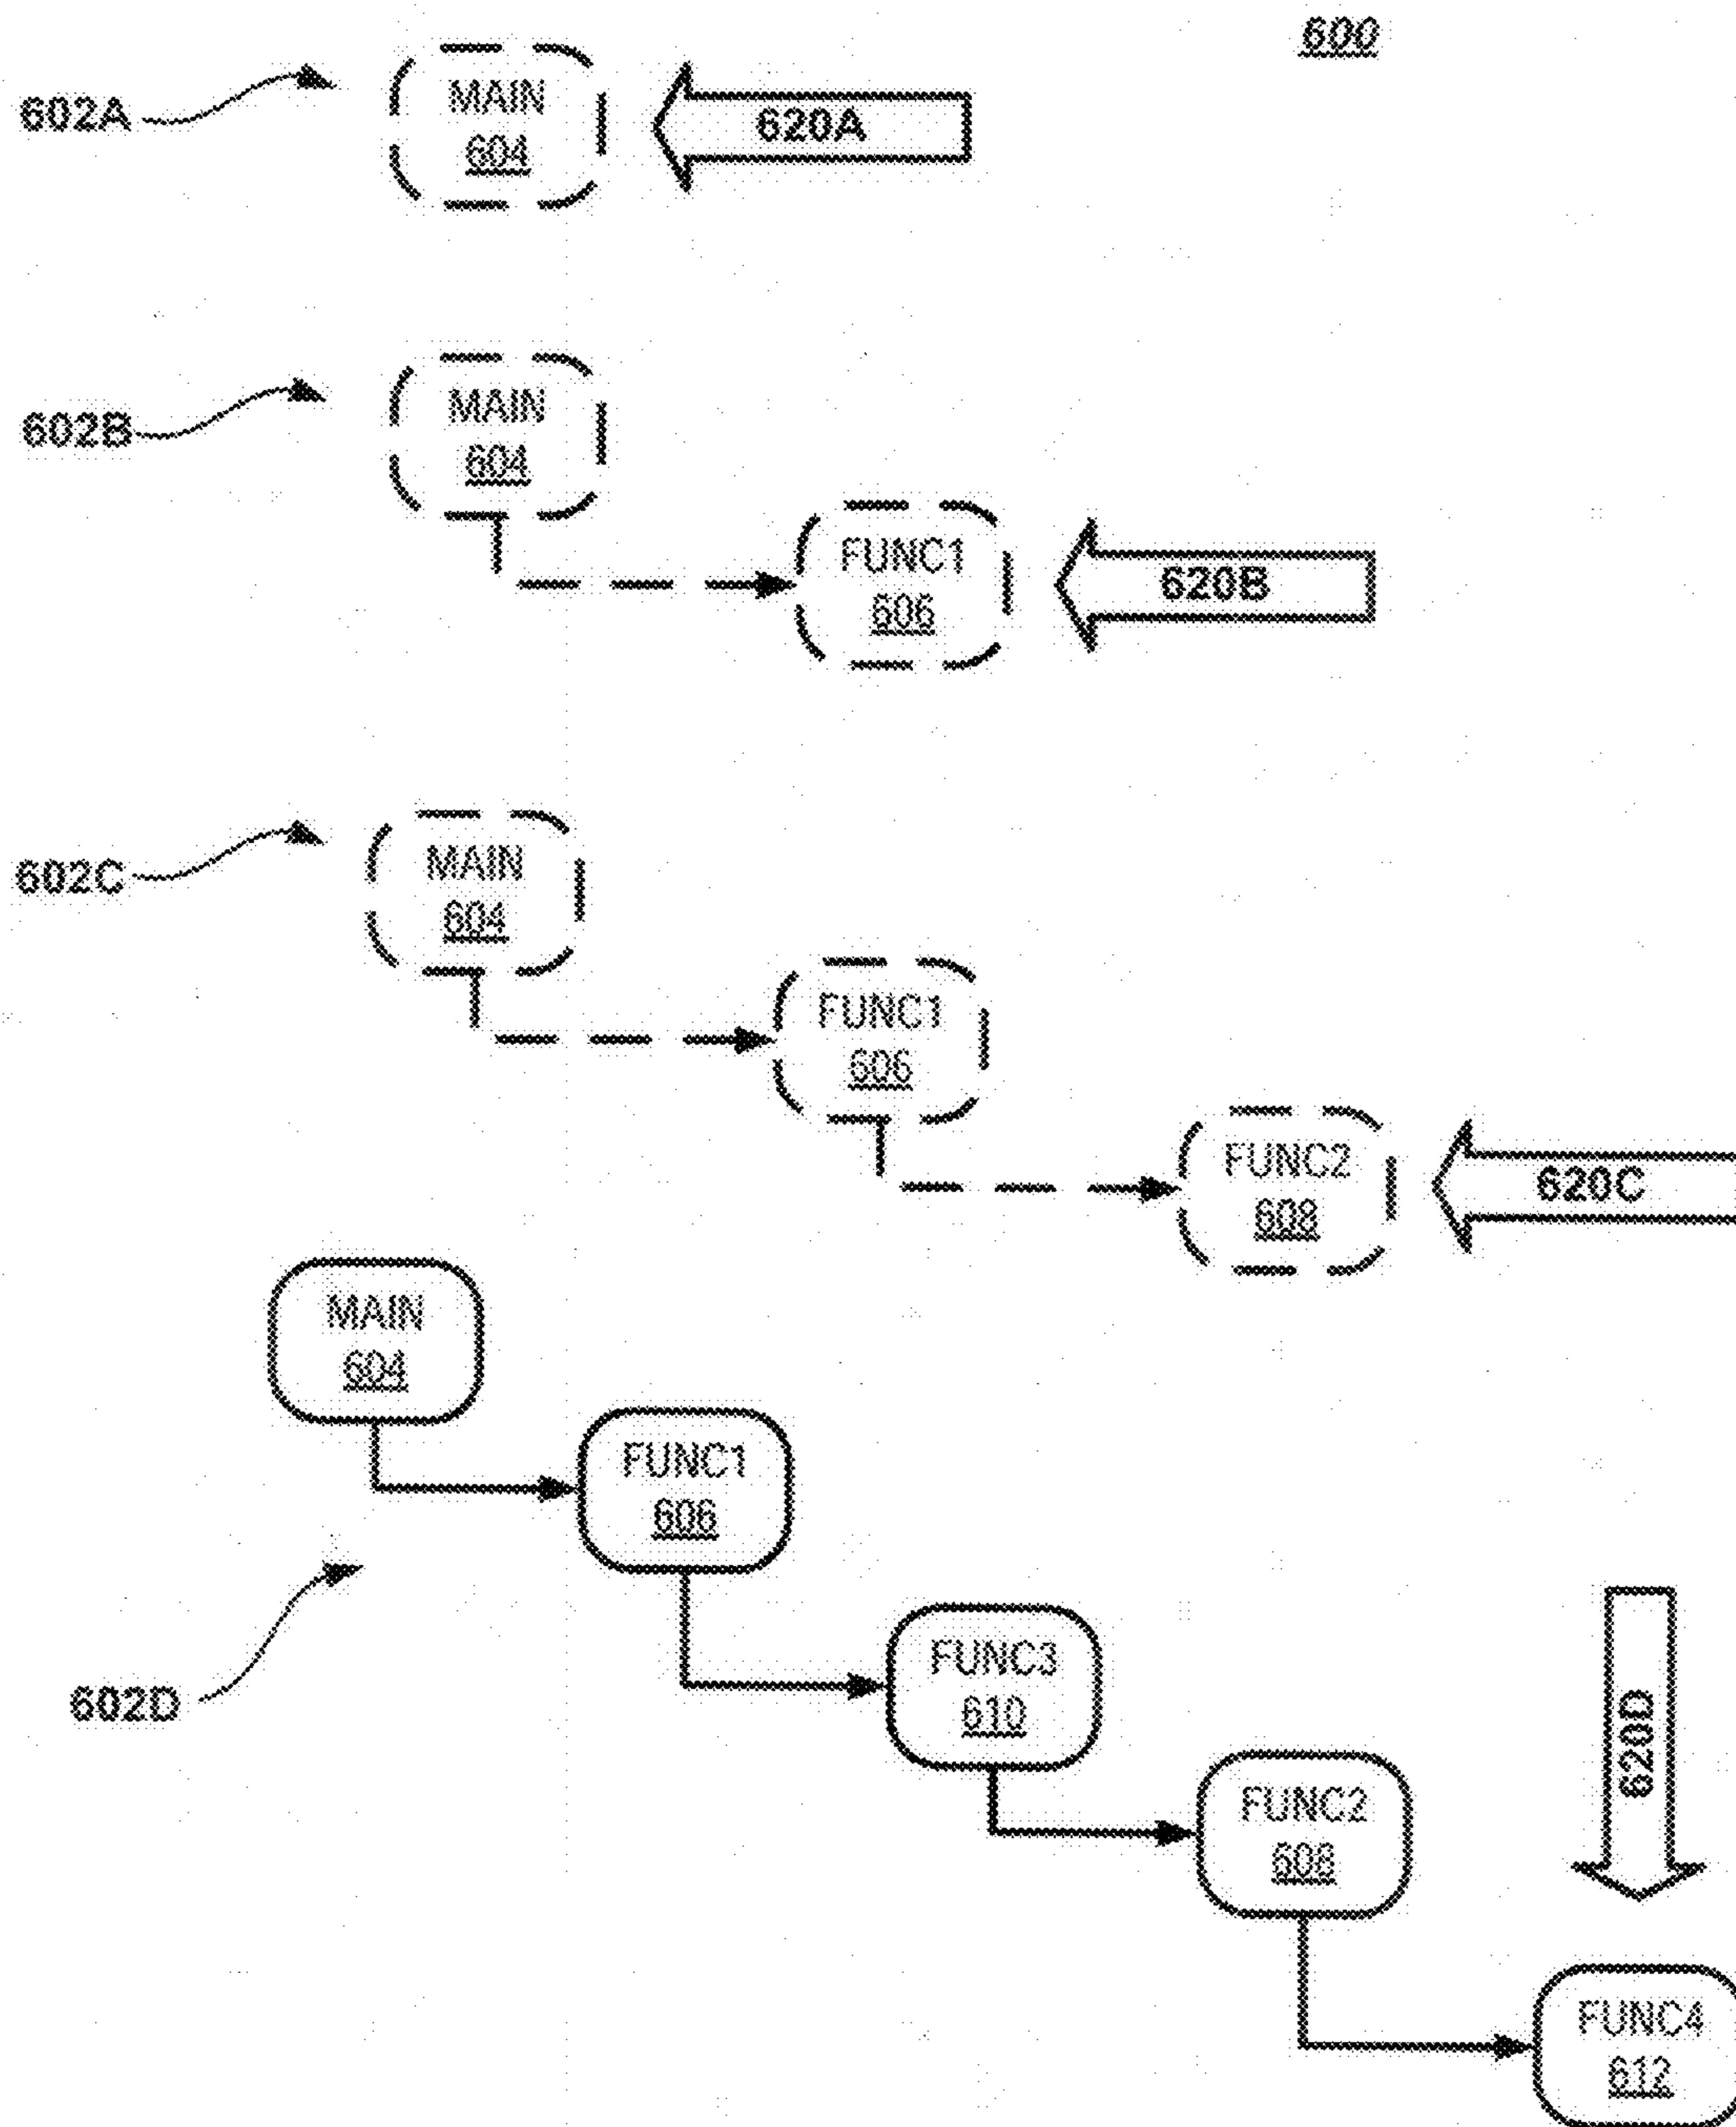 600
602A
MAIN
604
620A
602B
MAIN
604
FUNC1
606
620B
602C
MAIN
604
FUNC1
606
FUNC2
608
620C
MAIN
604
FUNC1
606
602D
FUNC3
610
620D
FUNC2
608
FUNC4
612